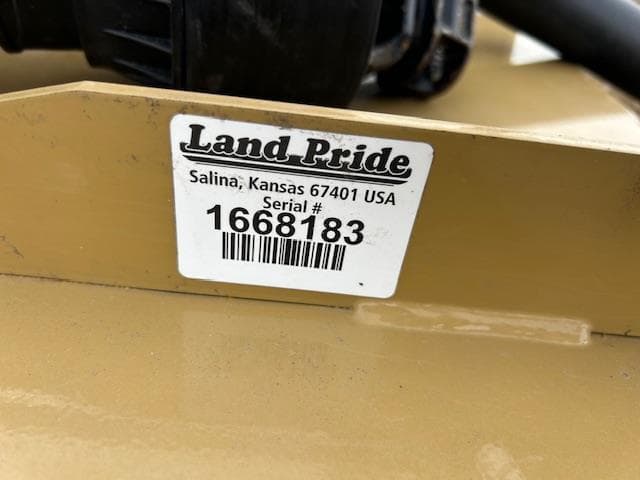 Land Pride
Salina, Kansas 67401 USA
Serial #
1668183